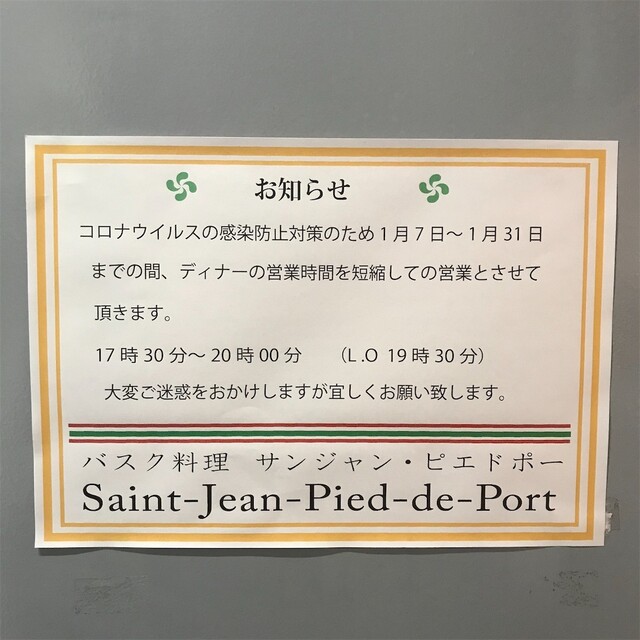 お知らせ
コロナウイルスの感染防止対策のため1月7日～1月31日
までの間、ディナーの営業時間を短縮しての営業とさせて
頂きます。
17時30分～20時00分　（L.O 19時30分）
大変ご迷惑をおかけしますが宜しくお願い致します。
バスク料理　サンジャン・ピエドポー
Saint-Jean-Pied-de-Port